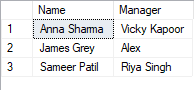 Name Manager
1 Anna Sharma Vicky Kapoor
2 James Grey Alex
3 Sameer Patil Riya Singh